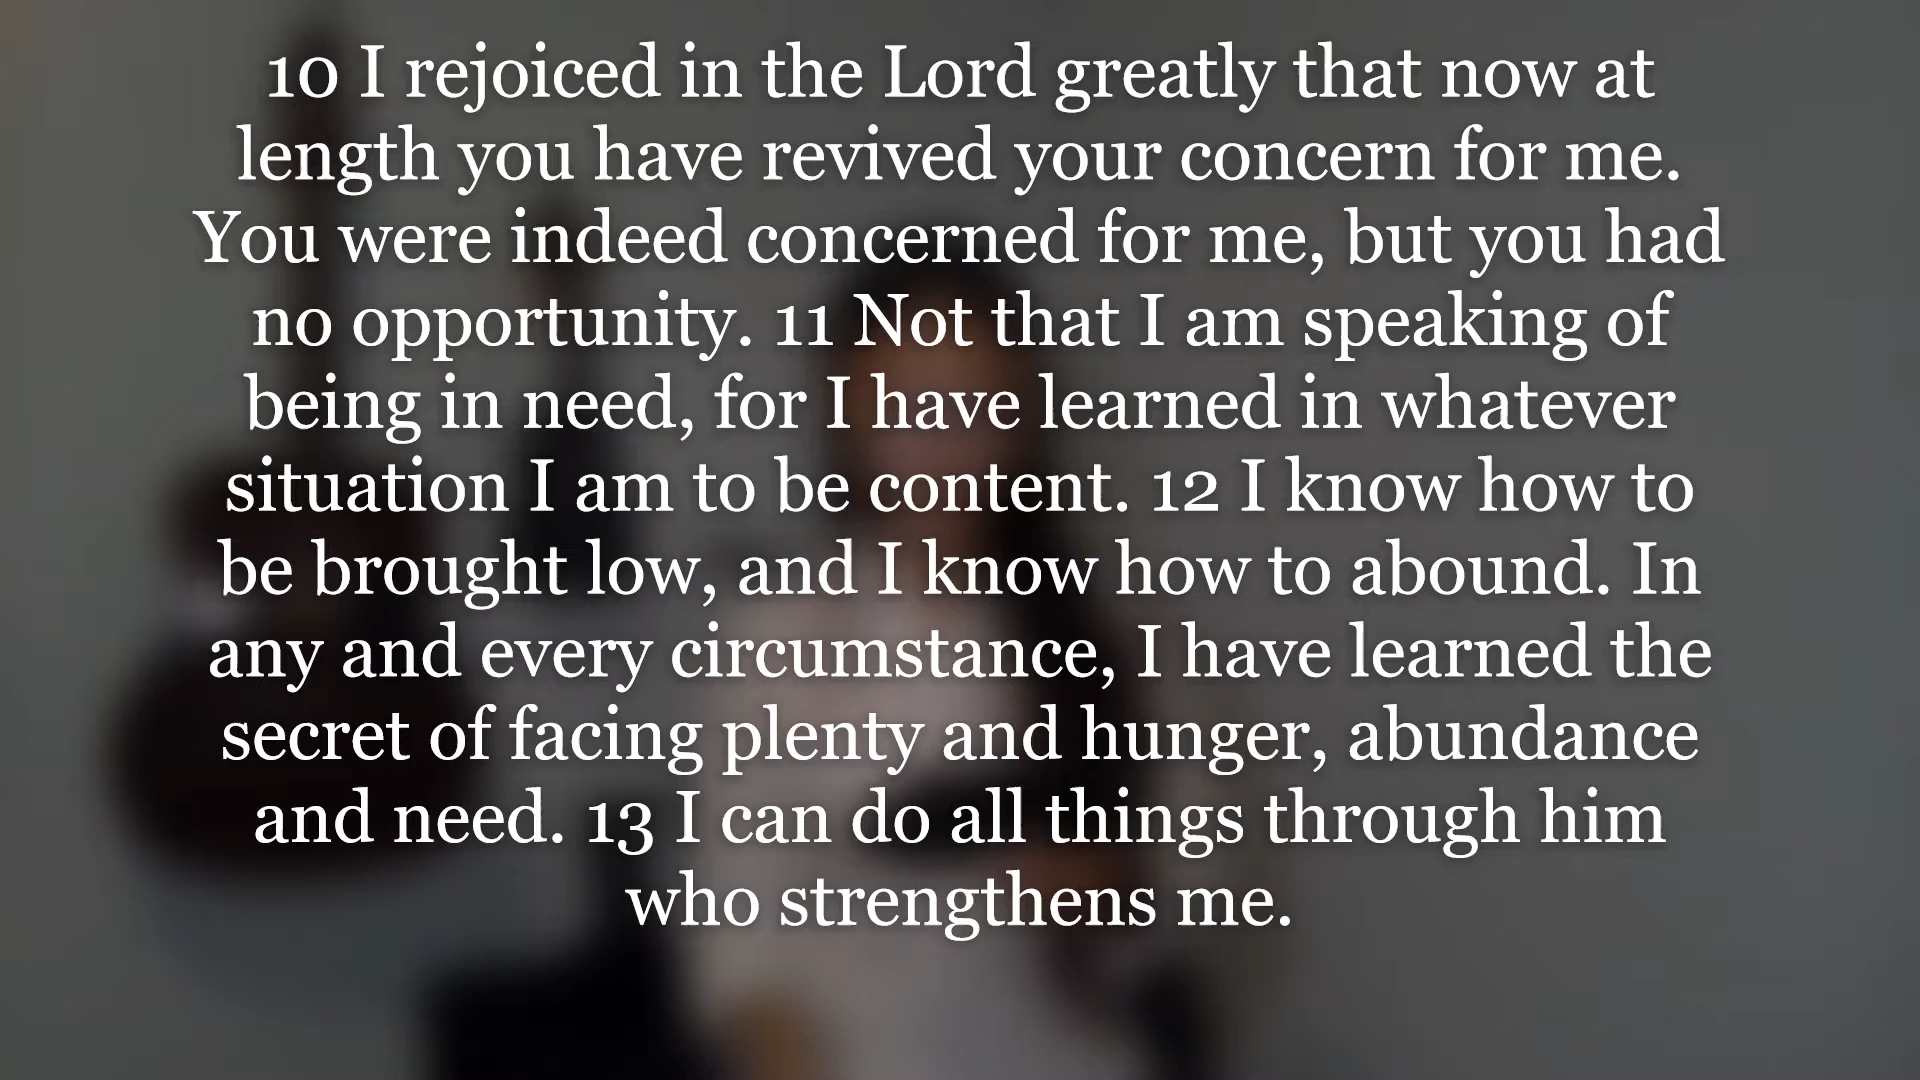 10 I rejoiced in the Lord greatly that now at
length you have revived your concern for me.
You were indeed concerned for me, but you had
no opportunity. 11 Not that I am speaking of
being in need, for I have learned in whatever
situation I am to be content. 12 I know how to
be brought low, and I know how to abound. In
any and every circumstance, I have learned the
secret of facing plenty and hunger, abundance
and need. 13 I can do all things through him
who strengthens me.